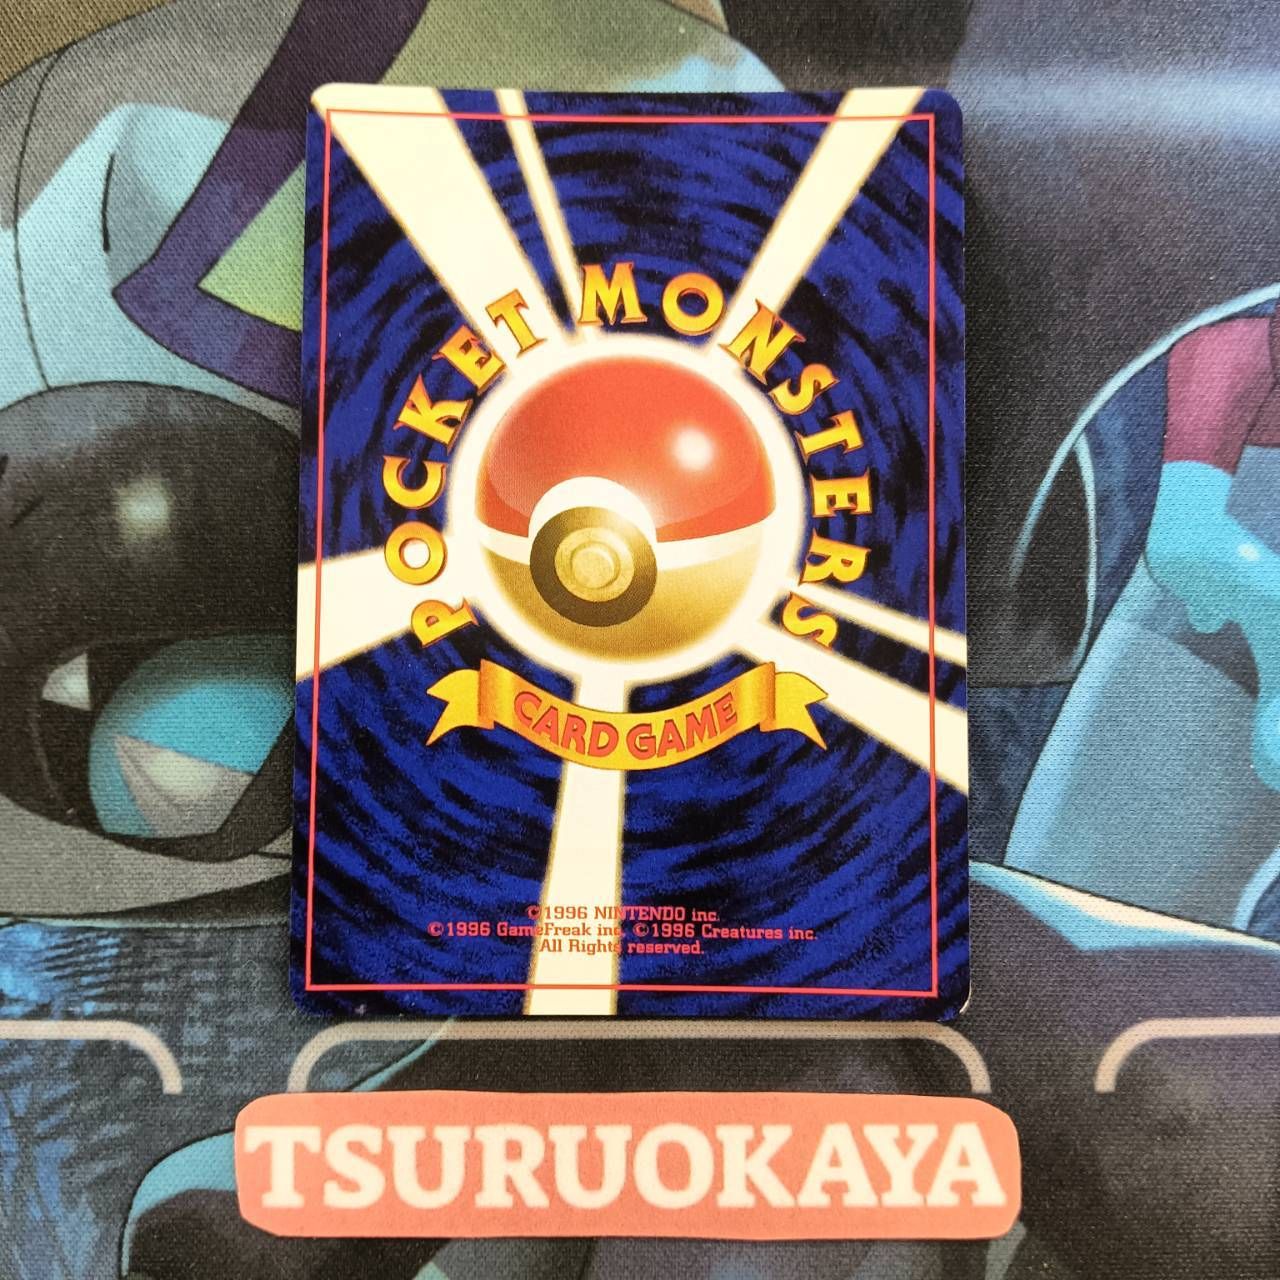 POCKET MONSTERS
CARD GAME
©1996 NINTENDO inc.
©1996 GameFreak inc. ©1996 Creatures inc.
All Rights reserved.
TSURUOKAYA